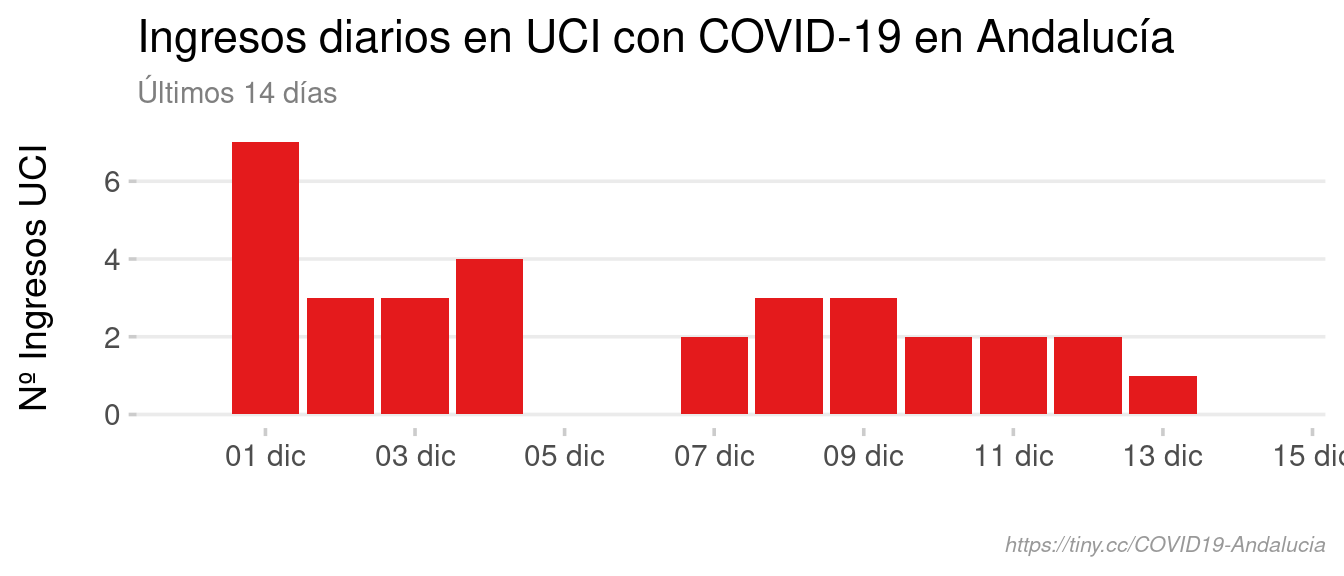 Ingresos diarios en UCI con COVID-19 en Andalucía
Últimos 14 días
Nº Ingresos UCI
6
4
2
0
01 dic 03 dic 05 dic 07 dic 09 dic 11 dic 13 dic 15 dic
https://tiny.cc/COVID19-Andalucia